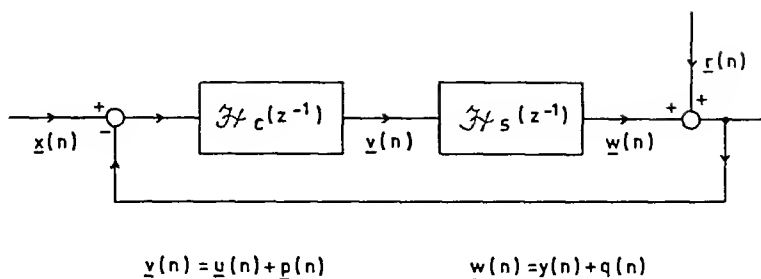 r(n)
+
+ +
ℋc(z⁻¹)
ℋs(z⁻¹)
-
x(n)
v(n)
w(n)
v(n) = u(n) + p(n)
w(n) = y(n) + q(n)